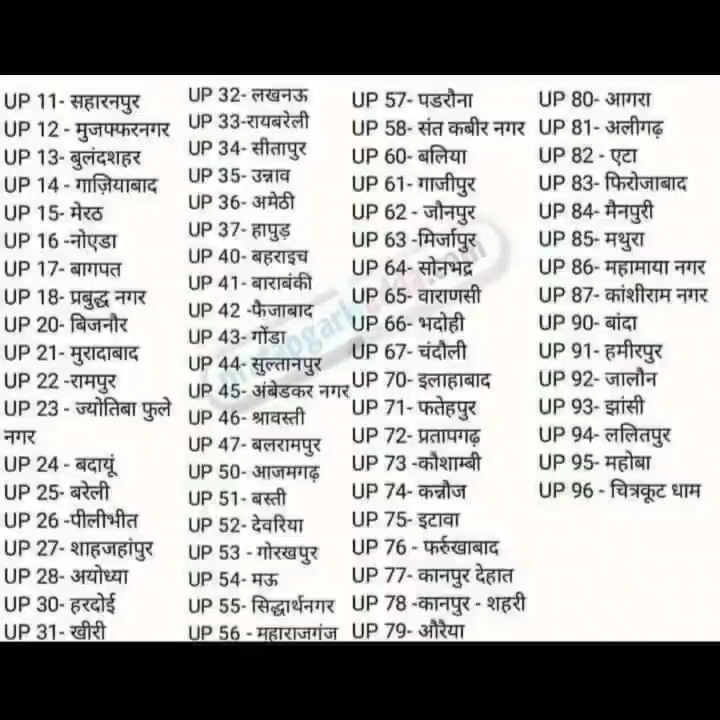 UP 11- सहारनपुर
UP 12 - मुजफ्फरनगर
UP 13- बुलंदशहर
UP 14 - गाज़ियाबाद
UP 15- मेरठ
UP 16 -नोएडा
UP 17- बागपत
UP 18- प्रबुद्ध नगर
UP 20- बिजनौर
UP 21- मुरादाबाद
UP 22 -रामपुर
UP 23 - ज्योतिबा फुले
नगर
UP 24 - बदायूं
UP 25- बरेली
UP 26 -पीलीभीत
UP 27- शाहजहांपुर
UP 28- अयोध्या
UP 30- हरदोई
UP 31- खीरी
UP 32- लखनऊ
UP 33-रायबरेली
UP 34- सीतापुर
UP 35- उन्नाव
UP 36- अमेठी
UP 37- हापुड़
UP 40- बहराइच
UP 41- बाराबंकी
UP 42 -फैजाबाद
UP 43- गोंडा
UP 44- सुल्तानपुर
UP 45- अंबेडकर नगर
UP 46- श्रावस्ती
UP 47- बलरामपुर
UP 50- आजमगढ़
UP 51- बस्ती
UP 52- देवरिया
UP 53 - गोरखपुर
UP 54- मऊ
UP 55- सिद्धार्थनगर
UP 56 - महाराजगंज
UP 57- पडरौना
UP 58- संत कबीर नगर
UP 60- बलिया
UP 61- गाजीपुर
UP 62 - जौनपुर
UP 63 -मिर्जापुर
UP 64- सोनभद्र
UP 65- वाराणसी
UP 66- भदोही
UP 67- चंदौली
UP 70- इलाहाबाद
UP 71- फतेहपुर
UP 72- प्रतापगढ़
UP 73 -कौशाम्बी
UP 74- कन्नौज
UP 75- इटावा
UP 76 - फर्रुखाबाद
UP 77- कानपुर देहात
UP 78 -कानपुर - शहरी
UP 79- औरैया
UP 80- आगरा
UP 81- अलीगढ़
UP 82 - एटा
UP 83- फिरोजाबाद
UP 84- मैनपुरी
UP 85- मथुरा
UP 86- महामाया नगर
UP 87- कांशीराम नगर
UP 90- बांदा
UP 91- हमीरपुर
UP 92- जालौन
UP 93- झांसी
UP 94- ललितपुर
UP 95- महोबा
UP 96 - चित्रकूट धाम